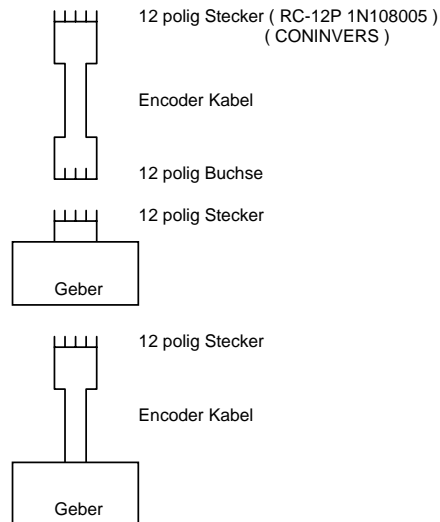 12 polig Stecker ( RC-12P 1N108005 )
( CONINVERS )
Encoder Kabel
12 polig Buchse
12 polig Stecker
Geber
12 polig Stecker
Encoder Kabel
Geber